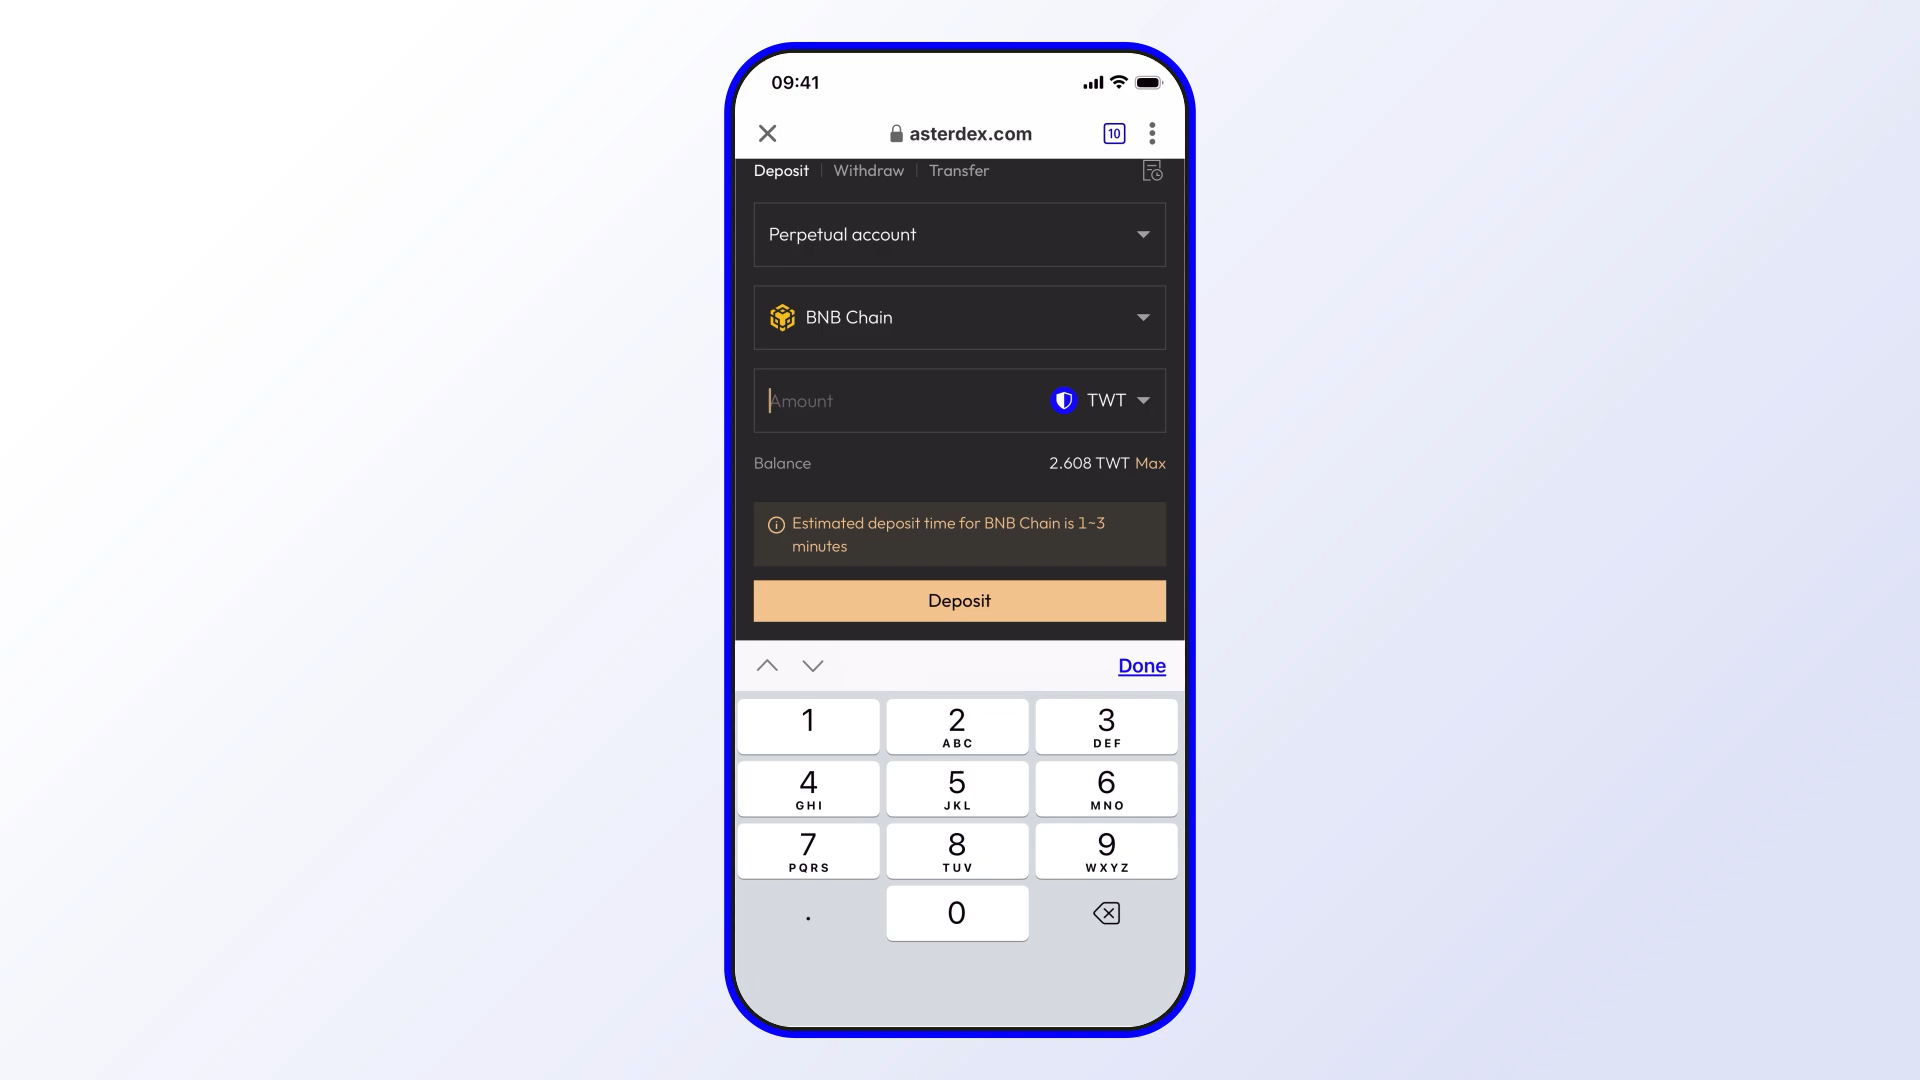 09:41
asterdex.com
10
Deposit Withdraw Transfer
Perpetual account
BNB Chain
Amount TWT
Balance 2.608 TWT Max
Estimated deposit time for BNB Chain is 1~3
minutes
Deposit
Done
1 2 3
ABC DEF
4 5 6
GHI JKL MNO
7 8 9
PQRS TUV WXYZ
. 0